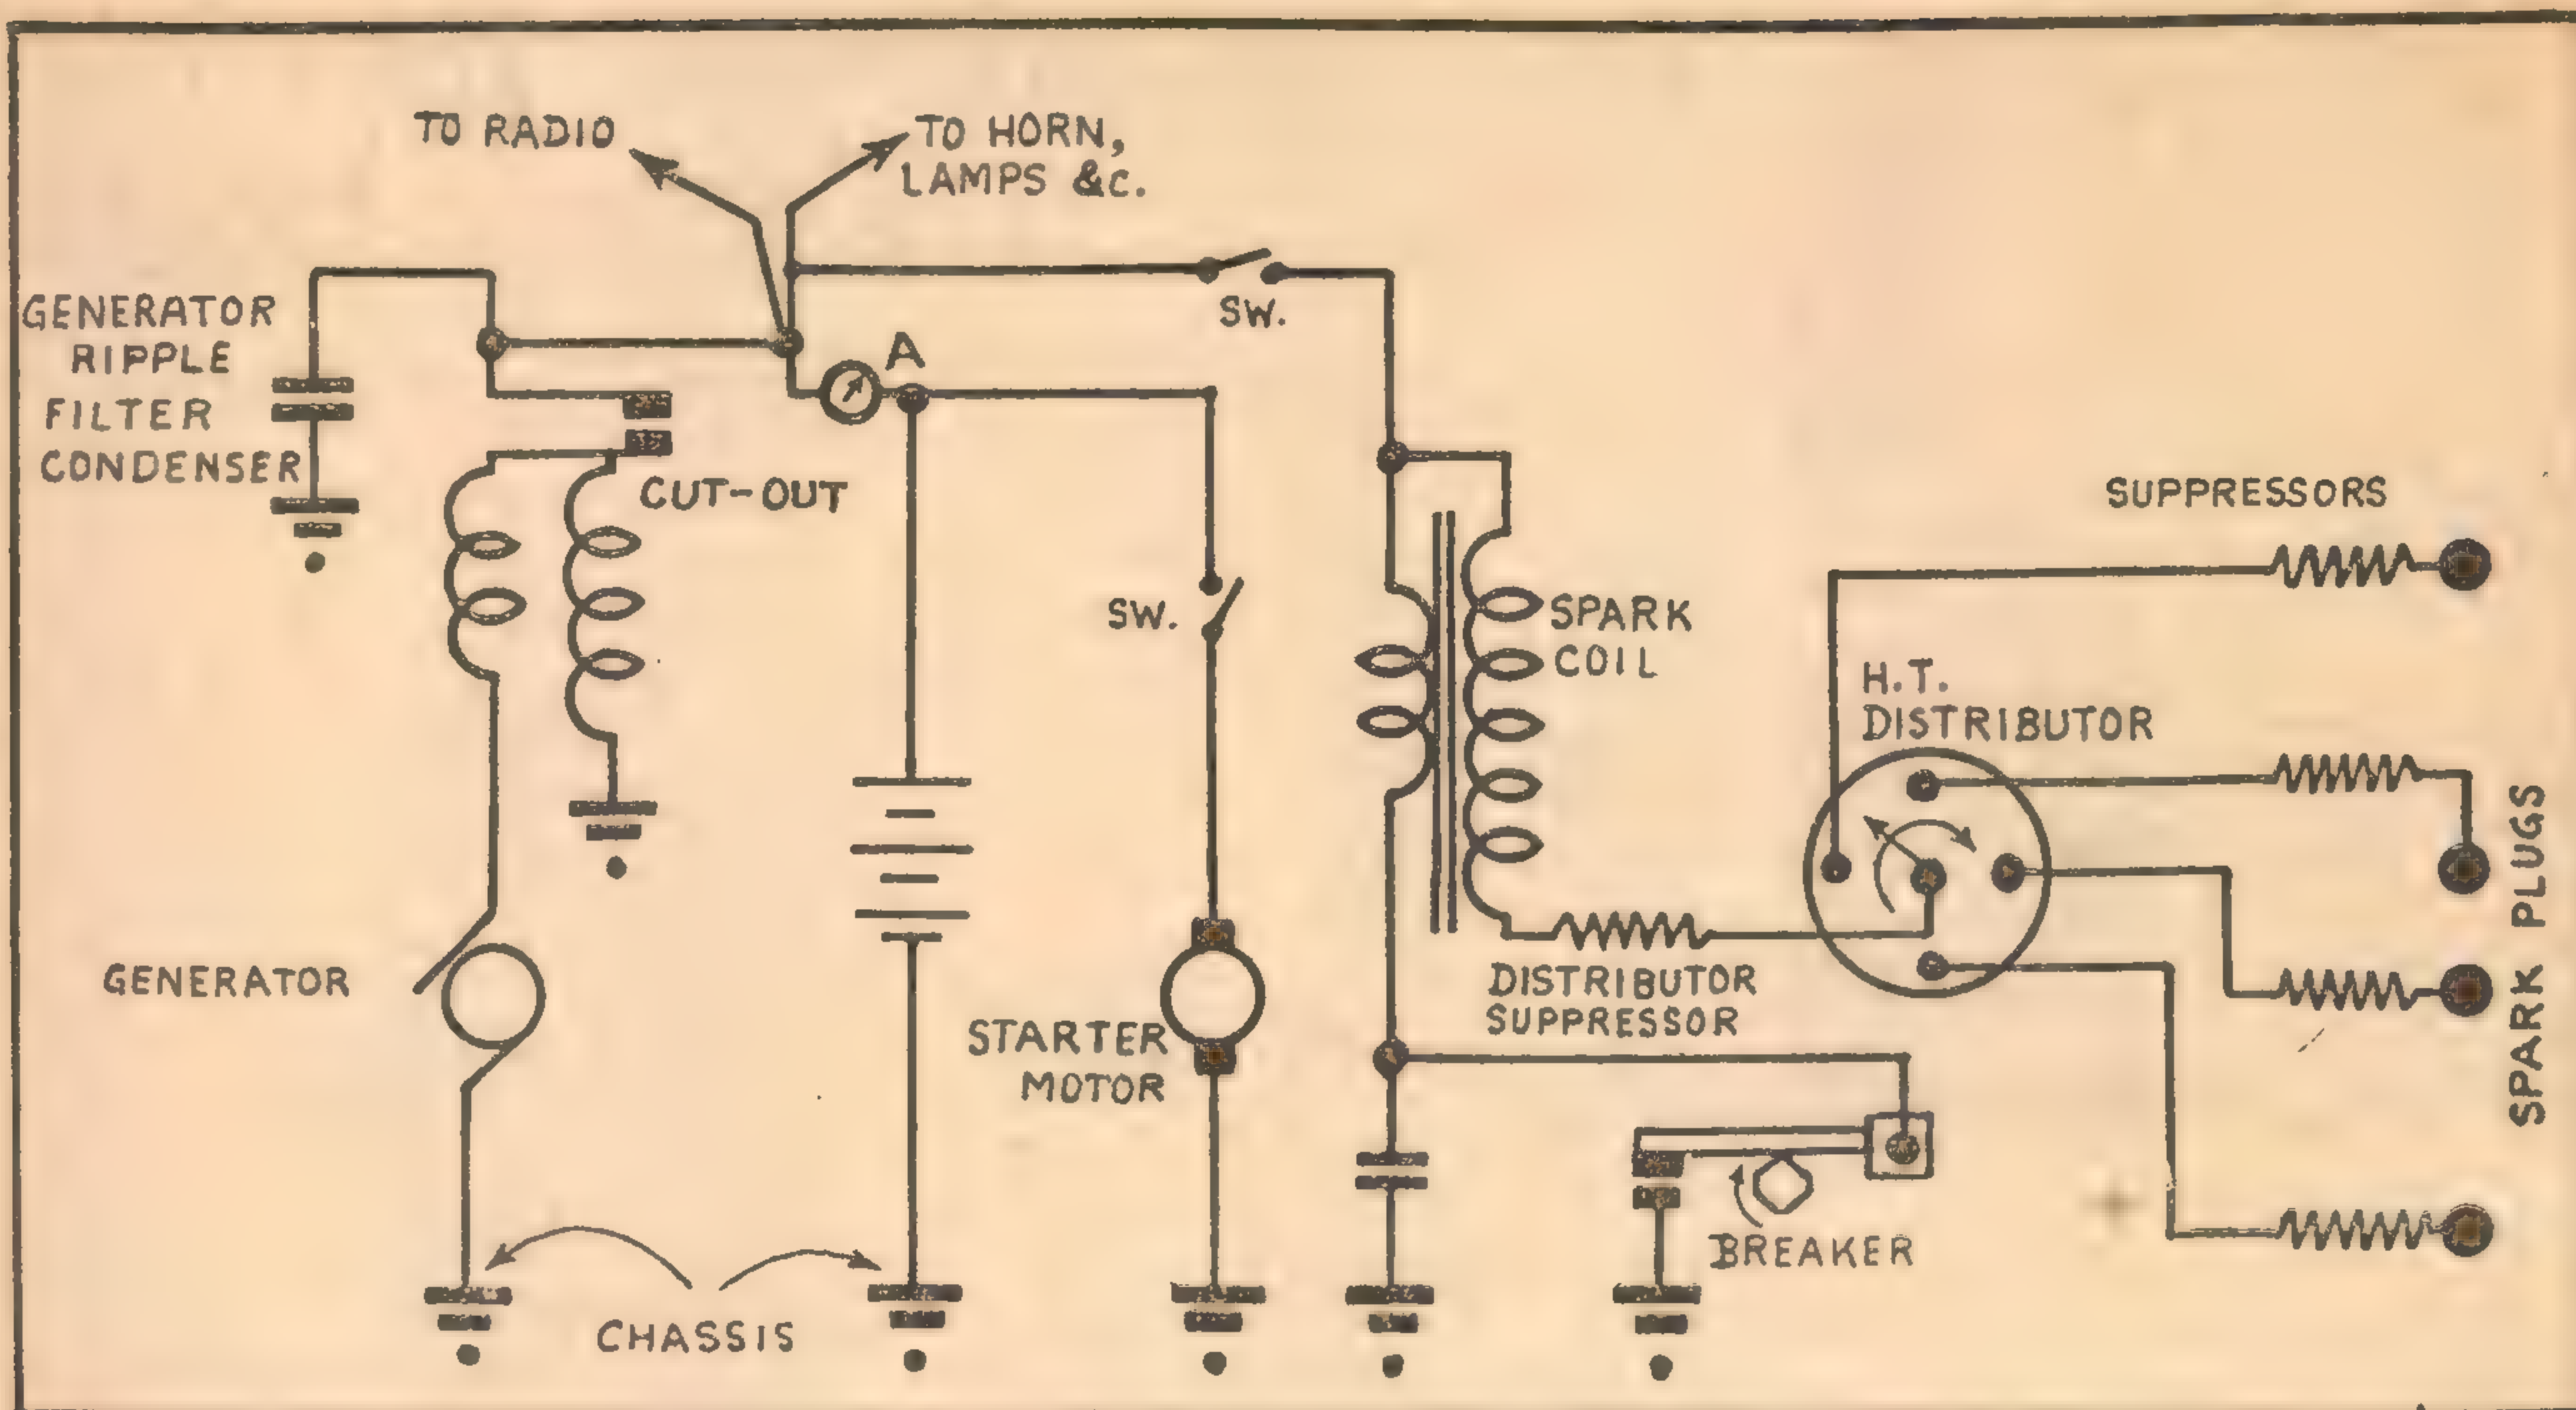 TO RADIO
TO HORN,
LAMPS &C.
GENERATOR
RIPPLE
FILTER
CONDENSER
SW.
A
CUT-OUT
SUPPRESSORS
SW.
SPARK
COIL
H.T.
DISTRIBUTOR
SPARK PLUGS
GENERATOR
DISTRIBUTOR
SUPPRESSOR
STARTER
MOTOR
BREAKER
CHASSIS